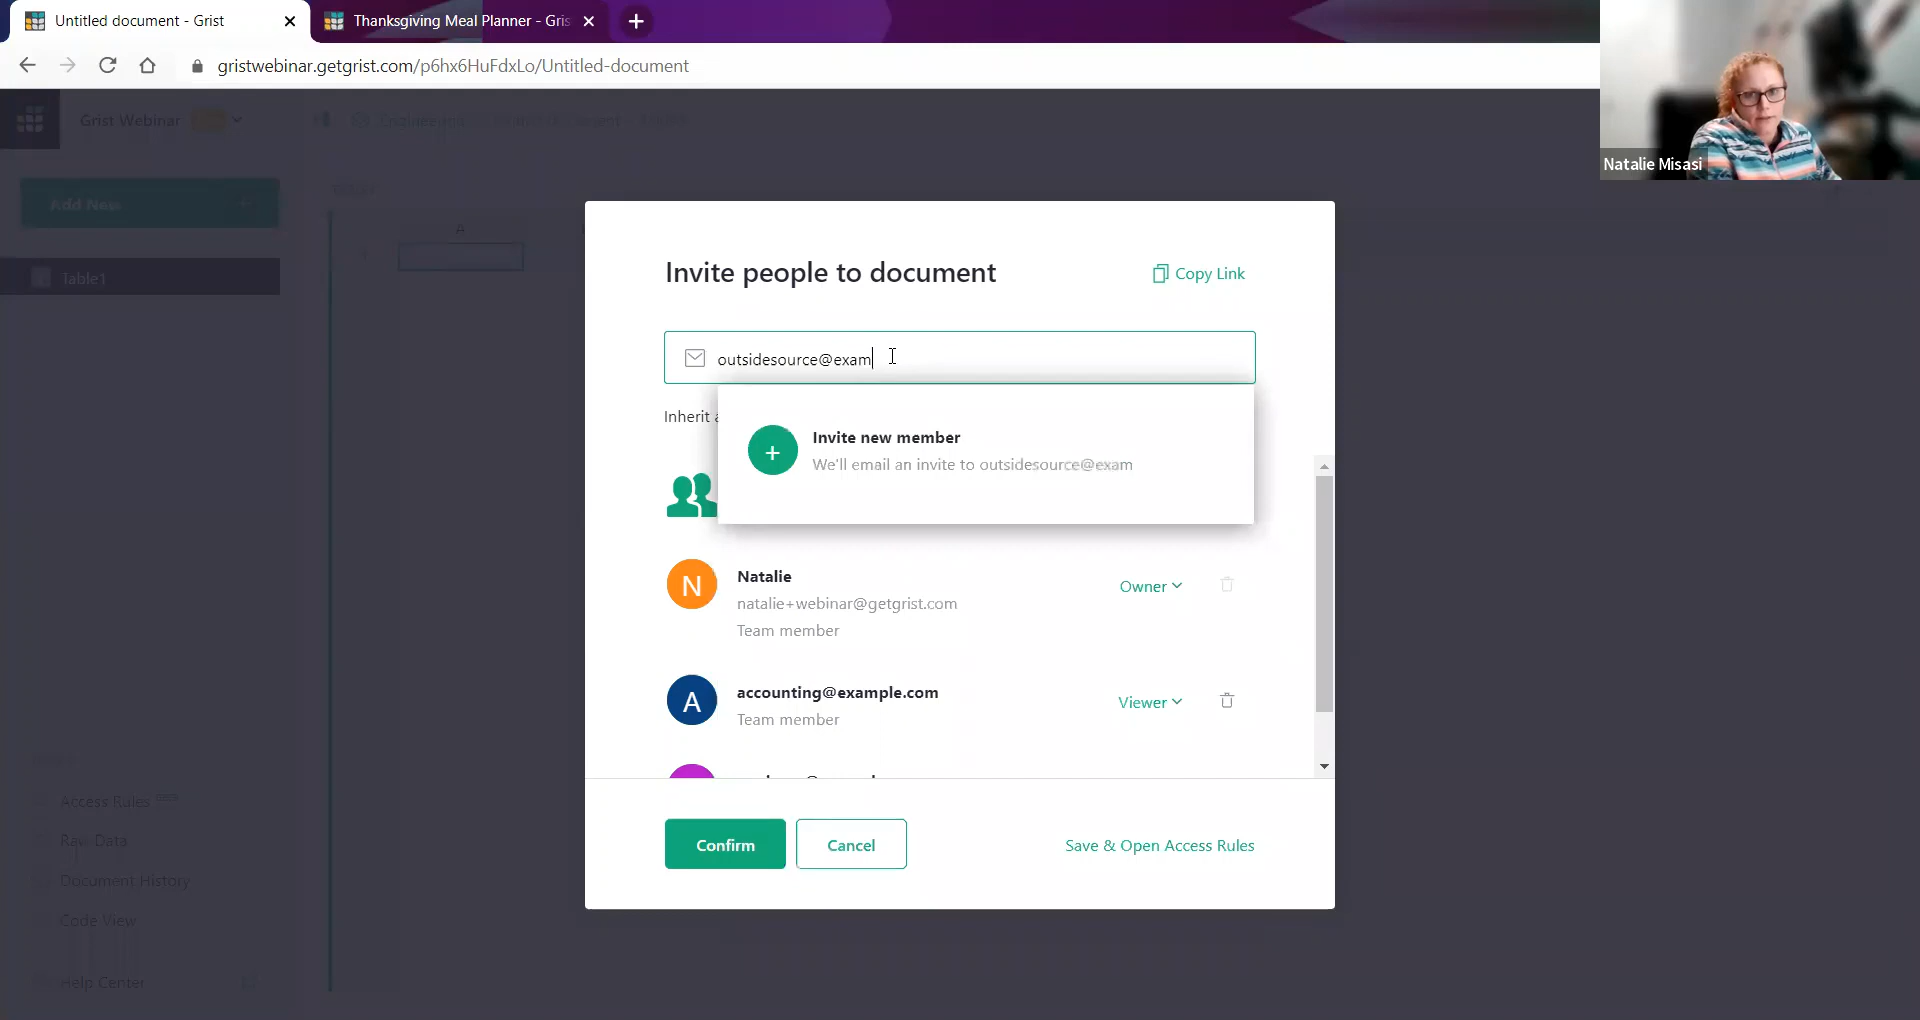 Untitled document - Grist
Thanksgiving Meal Planner - Gris
gristwebinar.getgrist.com/p6hx6HuFdxLo/Untitled-document
Natalie Misasi
Grist Webinar
Add New
A
Table1
Invite people to document
Copy Link
outsidesource@exam
Inherit a
Invite new member
We'll email an invite to outsidesource@exam
N
Natalie
natalie+webinar@getgrist.com
Team member
Owner
A
accounting@example.com
Team member
Viewer
Confirm
Cancel
Save & Open Access Rules
Access Rules
Raw Data
Document History
Code View
Help Center